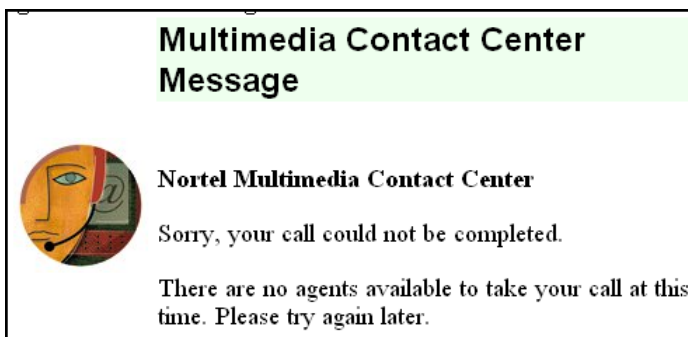 Multimedia Contact Center
Message
Nortel Multimedia Contact Center
Sorry, your call could not be completed.
There are no agents available to take your call at this
time. Please try again later.